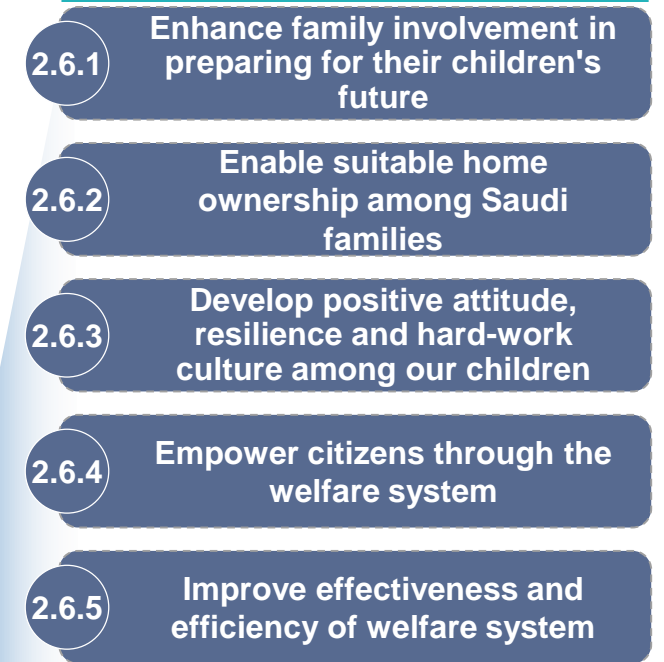 2.6.1
Enhance family involvement in
preparing for their children's
future
2.6.2
Enable suitable home
ownership among Saudi
families
2.6.3
Develop positive attitude,
resilience and hard-work
culture among our children
2.6.4
Empower citizens through the
welfare system
2.6.5
Improve effectiveness and
efficiency of welfare system